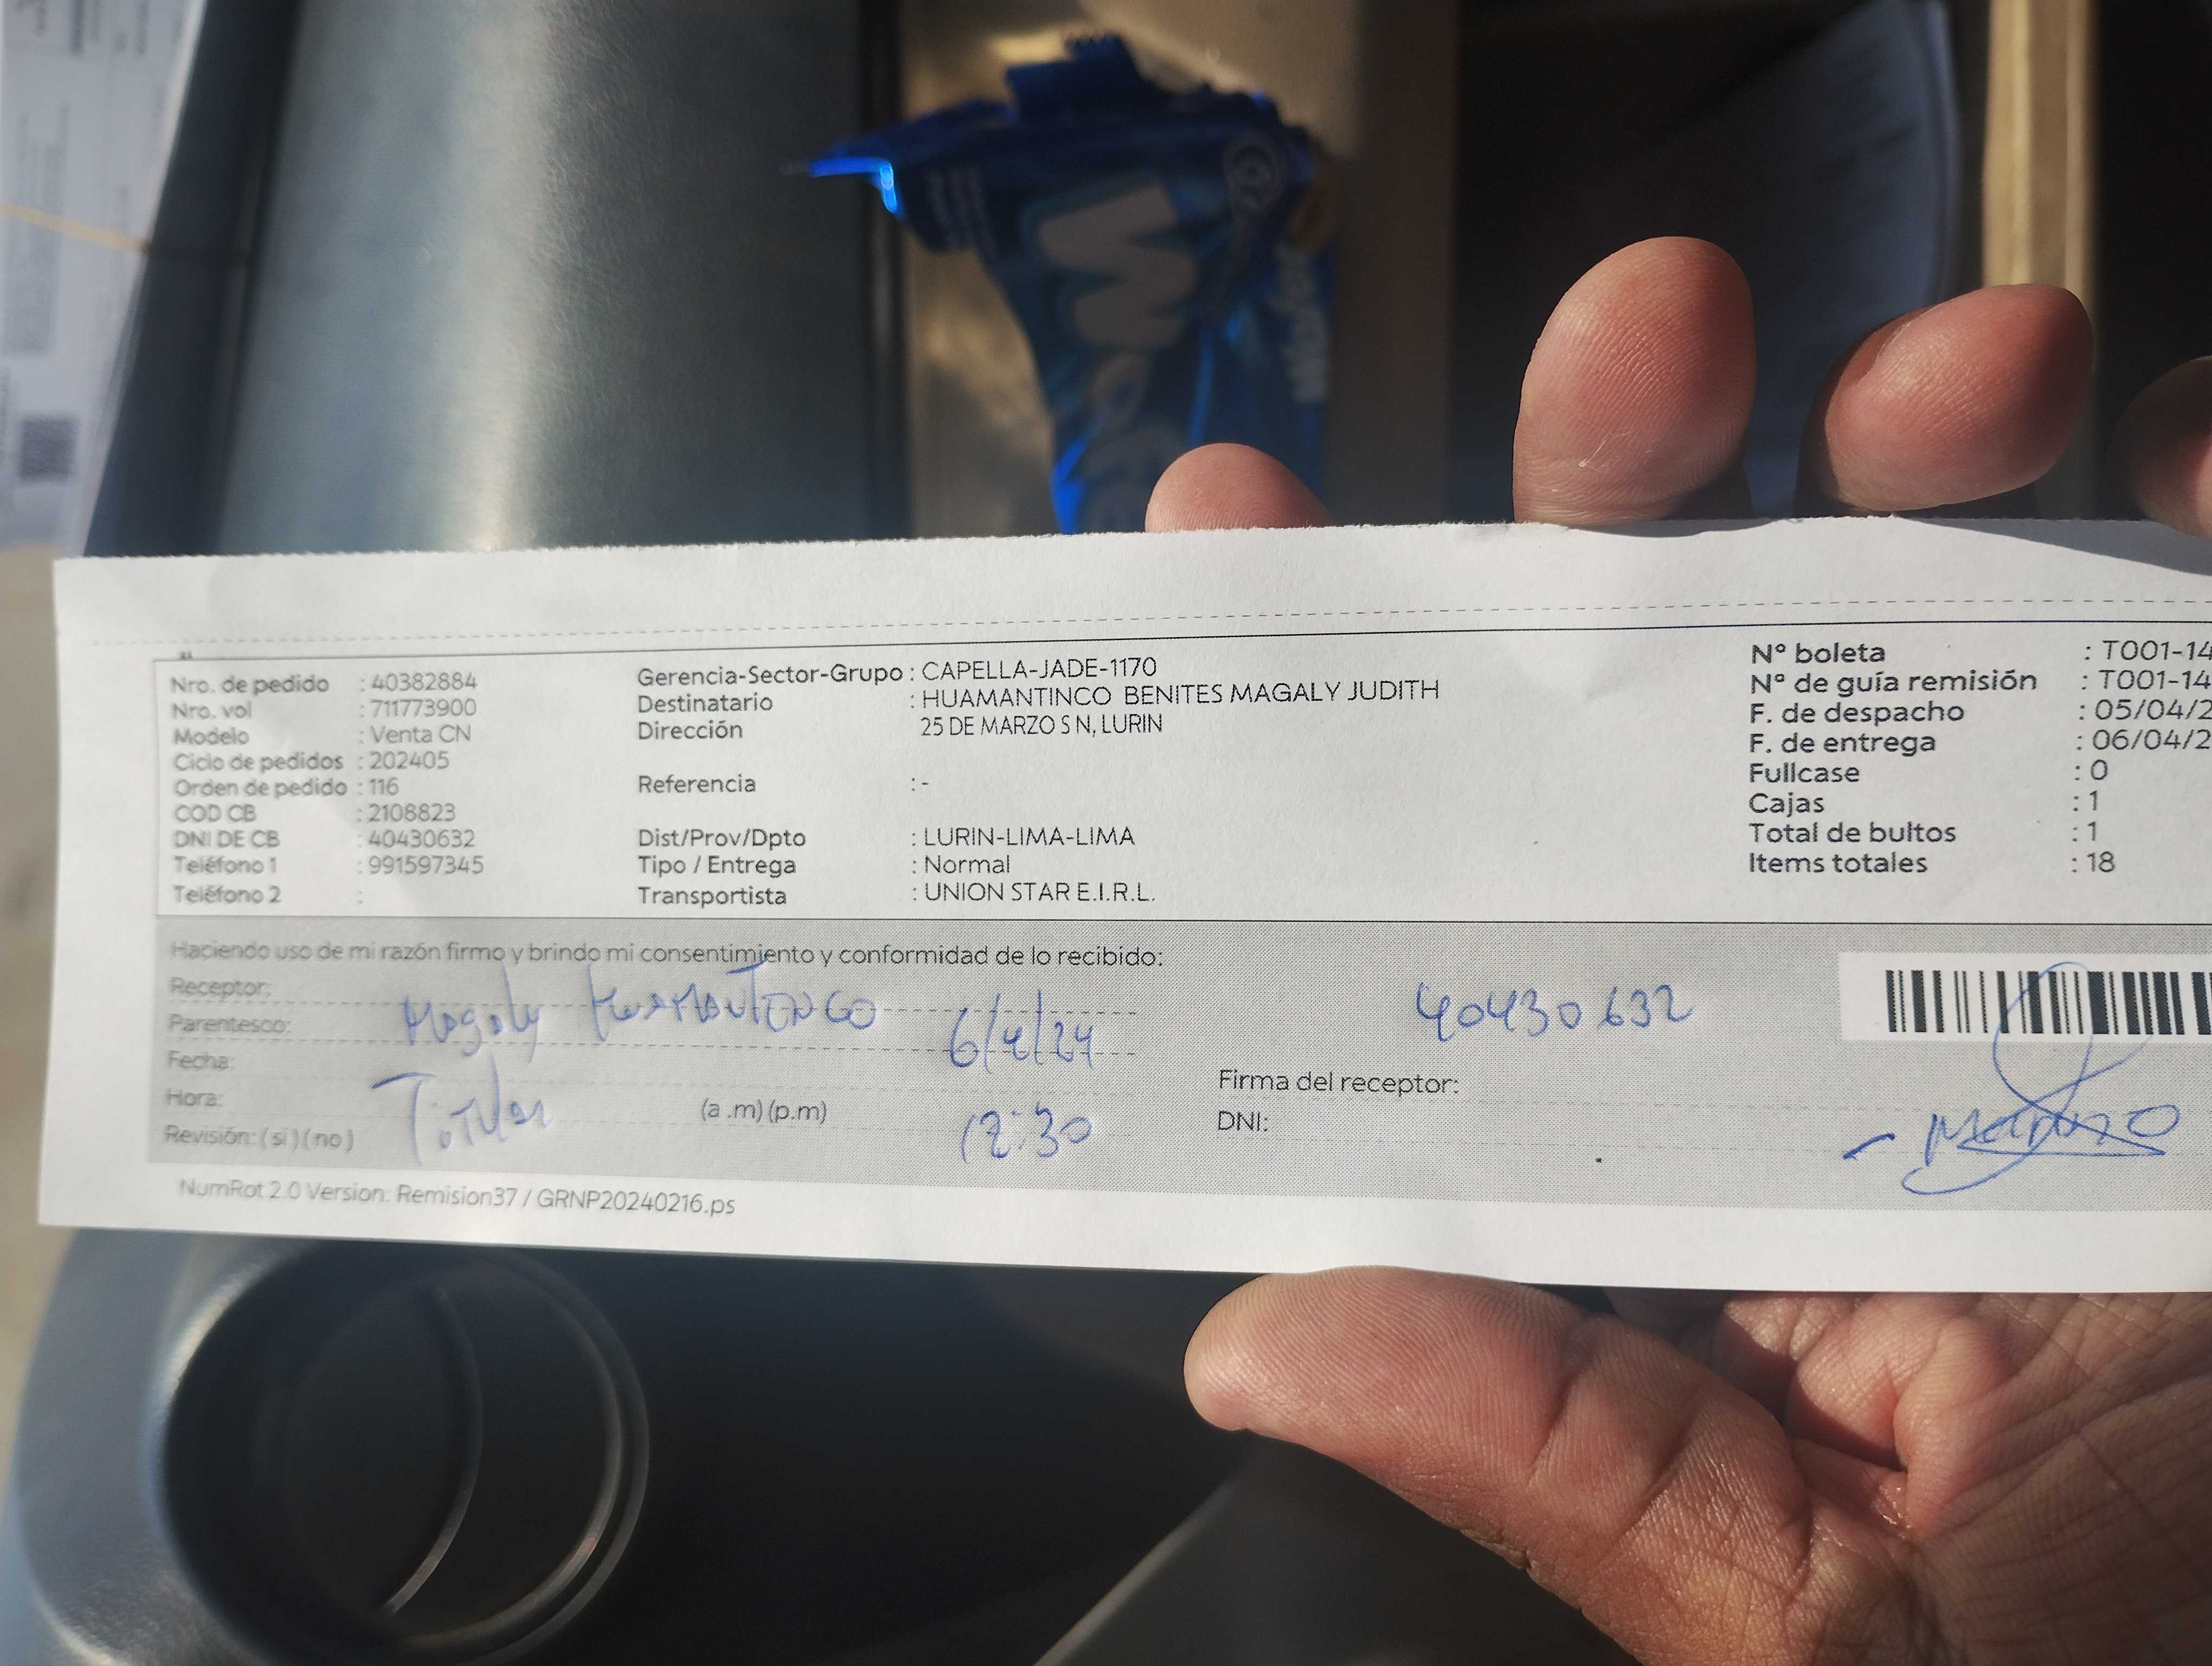 Nro. de pedido : 40382884
Nro. vol : 711773900
Modelo : Venta CN
Ciclo de pedidos : 202405
Orden de pedido : 116
COD CB : 2108823
DNI DE CB : 40430632
Teléfono 1 : 991597345
Teléfono 2 :
Gerencia-Sector-Grupo : CAPELLA-JADE-1170
Destinatario : HUAMANTINCO BENITES MAGALY JUDITH
Dirección 25 DE MARZO S N, LURIN
Referencia : -
Dist/Prov/Dpto : LURIN-LIMA-LIMA
Tipo / Entrega : Normal
Transportista : UNION STAR E.I.R.L.
N° boleta : T001-14
N° de guía remisión : T001-14
F. de despacho : 05/04/2
F. de entrega : 06/04/2
Fullcase : 0
Cajas : 1
Total de bultos : 1
Items totales : 18
Haciendo uso de mi razón firmo y brindo mi consentimiento y conformidad de lo recibido:
Receptor:
Parentesco:
Fecha:
Hora:
Revisión: ( si ) ( no )
Magaly Huamantinco
6/4/24
Titular
(a .m) (p.m)
12:30
40430632
Firma del receptor:
DNI:
NumRot 2.0 Version: Remision37 / GRNP20240216.ps